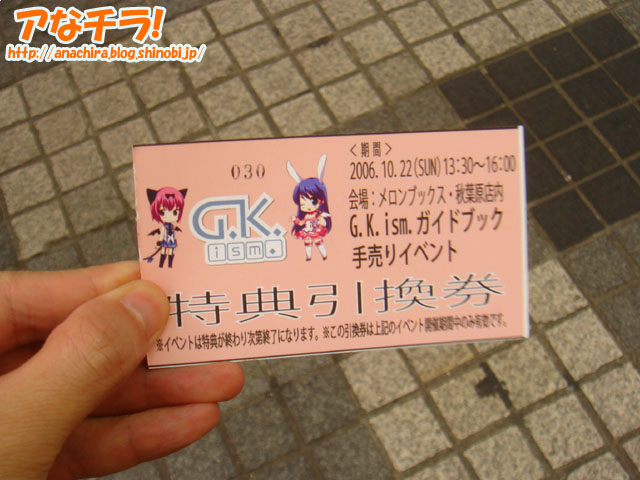 アなチラ!
http://anachira.blog.shinobi.jp/
030
G.K.
ism.
<期間>
2006.10.22(SUN)13:30~16:00
会場:メロンブックス・秋葉原店内
G.K.ism.ガイドブック
手売りイベント
特典引換券
※イベントは特典が終わり次第終了になります。※この引換券は上記のイベント開催期間中のみ有効です。